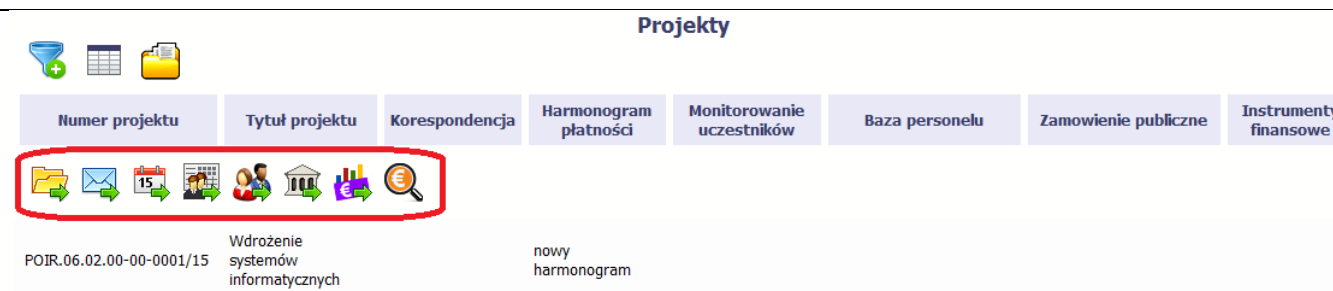 Projekty
Numer projektu
Tytuł projektu
Korespondencja
Harmonogram
płatności
Monitorowanie
uczestników
Baza personelu
Zamowienie publiczne
Instrumenty
finansowe
15
POIR.06.02.00-00-0001/15
Wdrożenie
systemów
informatycznych
nowy
harmonogram